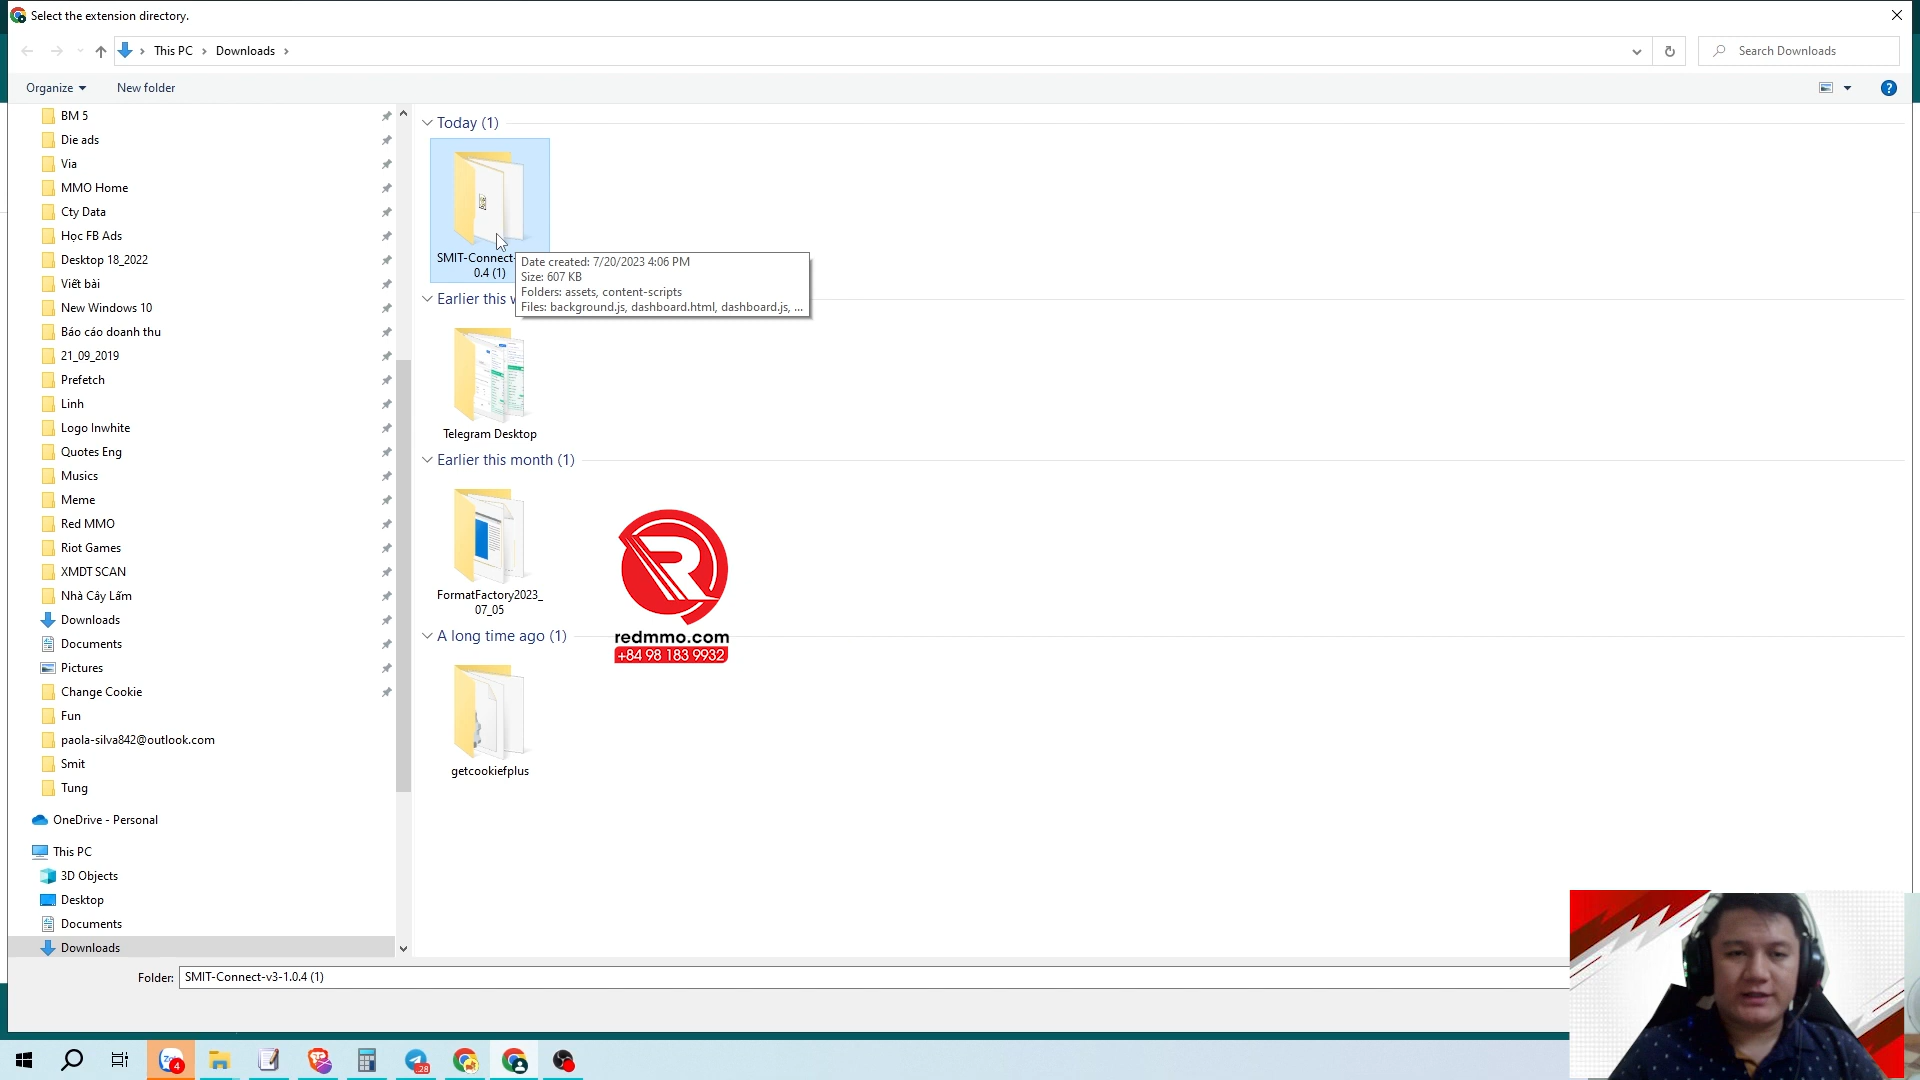 Select the extension directory.
This PC
Downloads
Search Downloads
Organize
New folder
BM 5
Die ads
Via
MMO Home
Cty Data
Học FB Ads
Desktop 18_2022
Viết bài
New Windows 10
Báo cáo doanh thu
21_09_2019
Prefetch
Linh
Logo Inwhite
Quotes Eng
Musics
Meme
Red MMO
Riot Games
XMDT SCAN
Nhà Cây Lấm
Downloads
Documents
Pictures
Change Cookie
Fun
paola-silva842@outlook.com
Smit
Tung
OneDrive - Personal
This PC
3D Objects
Desktop
Documents
Downloads
Today (1)
SMIT-Connect-
0.4 (1)
Date created: 7/20/2023 4:06 PM
Size: 607 KB
Folders: assets, content-scripts
Files: background.js, dashboard.html, dashboard.js, ...
Earlier this
Telegram Desktop
Earlier this month (1)
FormatFactory2023_
07_05
A long time ago (1)
getcookiefplus
R
redmmo.com
+84 98 183 9932
Folder:
SMIT-Connect-v3-1.0.4 (1)
4
28